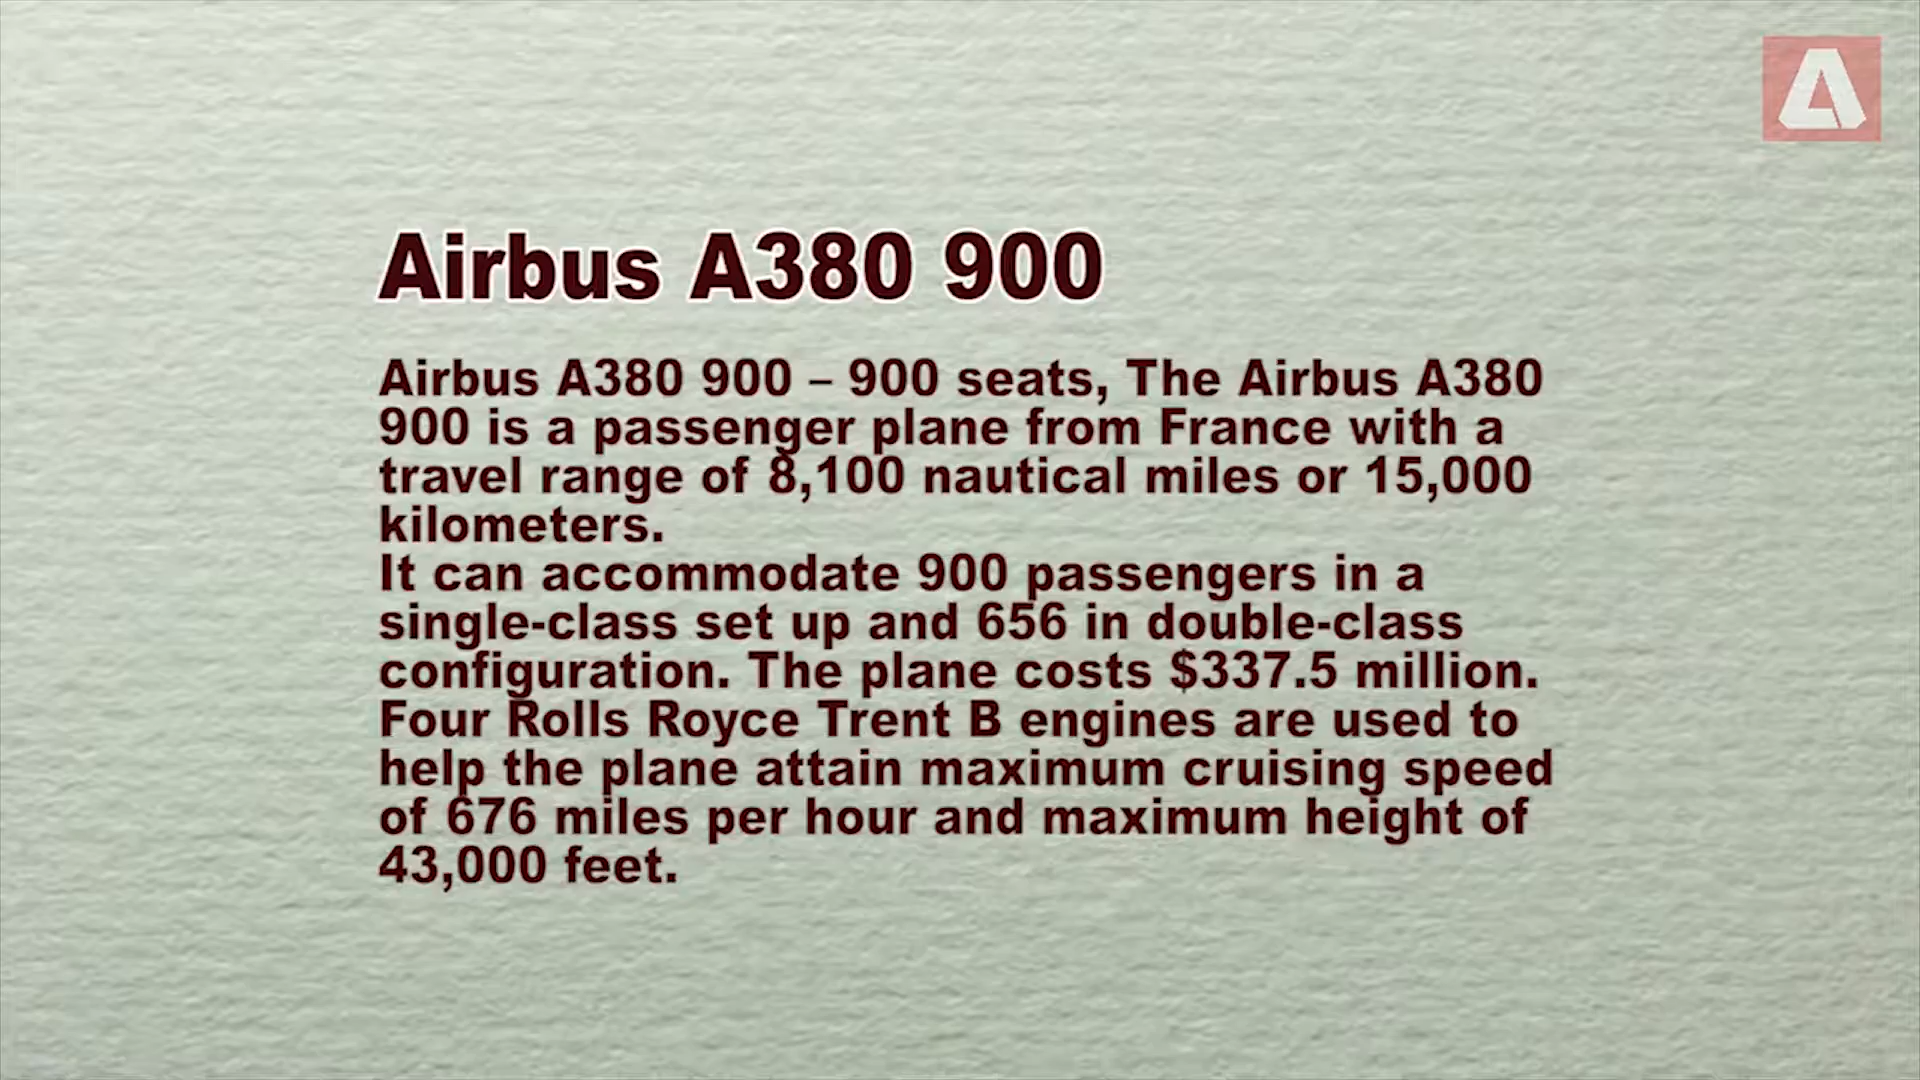 Airbus A380 900
Airbus A380 900 – 900 seats, The Airbus A380
900 is a passenger plane from France with a
travel range of 8,100 nautical miles or 15,000
kilometers.
It can accommodate 900 passengers in a
single-class set up and 656 in double-class
configuration. The plane costs $337.5 million.
Four Rolls Royce Trent B engines are used to
help the plane attain maximum cruising speed
of 676 miles per hour and maximum height of
43,000 feet.